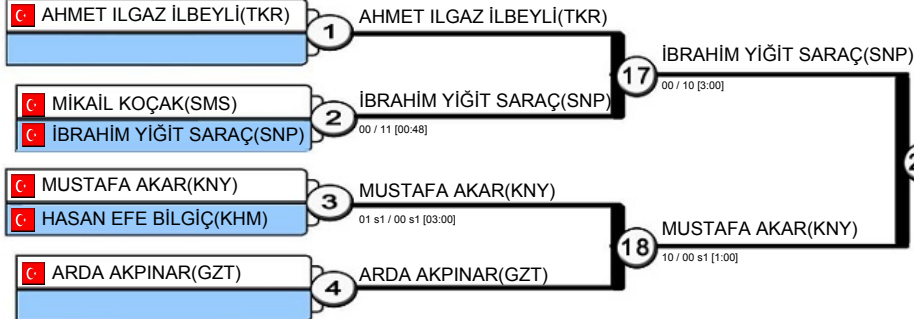 AHMET ILGAZ İLBEYLİ(TKR)
1
AHMET ILGAZ İLBEYLİ(TKR)
MİKAİL KOÇAK(SMS)
İBRAHİM YİĞİT SARAÇ(SNP)
2
İBRAHİM YİĞİT SARAÇ(SNP)
00 / 11 [00:48]
17
İBRAHİM YİĞİT SARAÇ(SNP)
00 / 10 [3:00]
MUSTAFA AKAR(KNY)
HASAN EFE BİLGİÇ(KHM)
3
MUSTAFA AKAR(KNY)
01 s1 / 00 s1 [03:00]
ARDA AKPINAR(GZT)
4
ARDA AKPINAR(GZT)
18
MUSTAFA AKAR(KNY)
10 / 00 s1 [1:00]